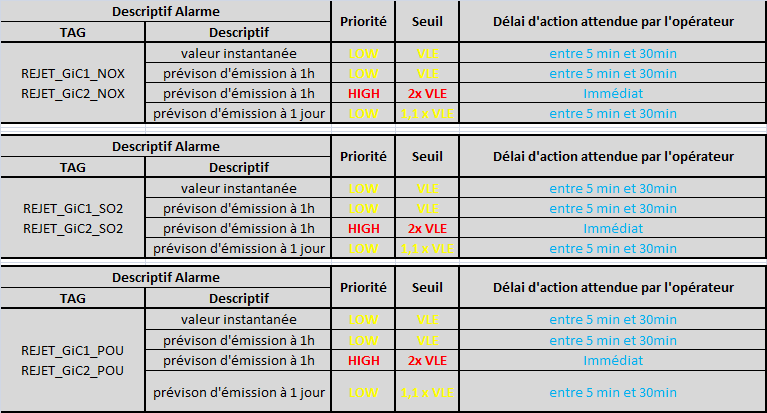 Descriptif Alarme Priorité Seuil Délai d'action attendue par l'opérateur
TAG Descriptif
REJET_GiC1_NOX
REJET_GiC2_NOX
valeur instantanée LOW VLE entre 5 min et 30min
prévison d'émission à 1h LOW VLE entre 5 min et 30min
prévison d'émission à 1h HIGH 2x VLE Immédiat
prévison d'émission à 1 jour LOW 1,1 x VLE entre 5 min et 30min
Descriptif Alarme Priorité Seuil Délai d'action attendue par l'opérateur
TAG Descriptif
REJET_GiC1_SO2
REJET_GiC2_SO2
valeur instantanée LOW VLE entre 5 min et 30min
prévison d'émission à 1h LOW VLE entre 5 min et 30min
prévison d'émission à 1h HIGH 2x VLE Immédiat
prévison d'émission à 1 jour LOW 1,1 x VLE entre 5 min et 30min
Descriptif Alarme Priorité Seuil Délai d'action attendue par l'opérateur
TAG Descriptif
REJET_GiC1_POU
REJET_GiC2_POU
valeur instantanée LOW VLE entre 5 min et 30min
prévison d'émission à 1h LOW VLE entre 5 min et 30min
prévison d'émission à 1h HIGH 2x VLE Immédiat
prévison d'émission à 1 jour LOW 1,1 x VLE entre 5 min et 30min